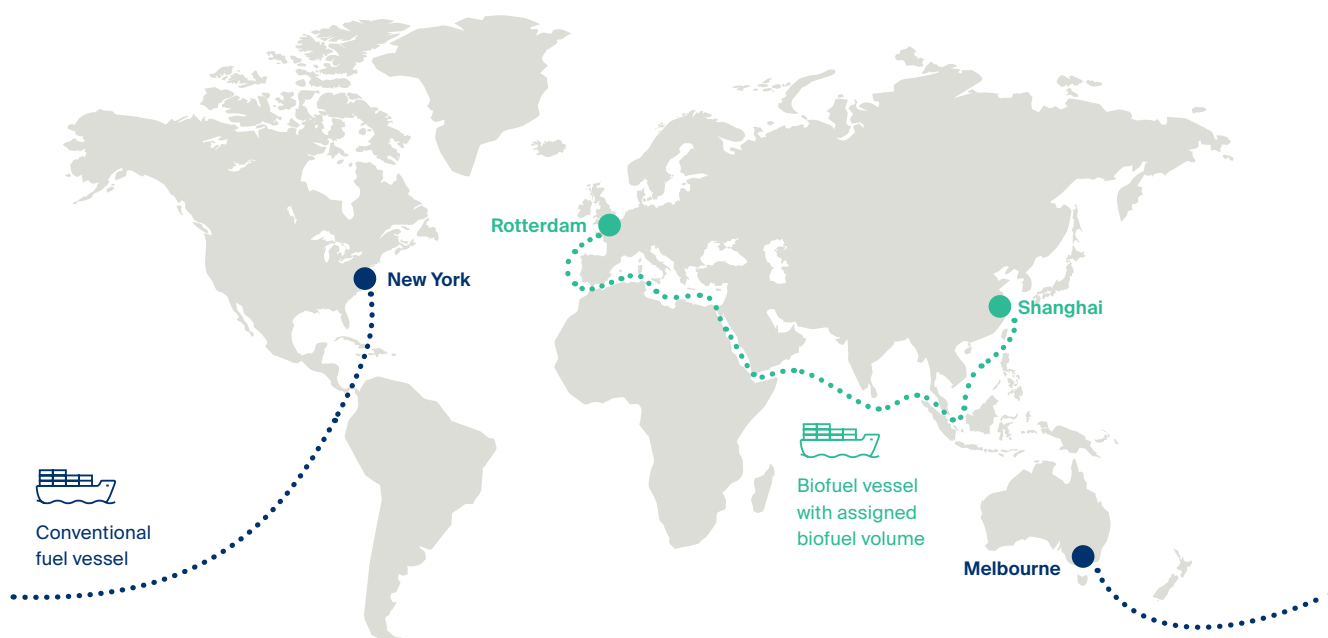 Rotterdam
New York
Shanghai
Conventional
fuel vessel
Biofuel vessel
with assigned
biofuel volume
Melbourne